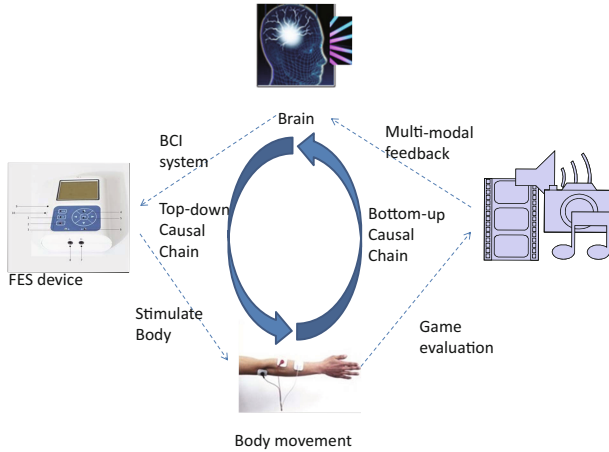 Brain
BCI
system
Multi-modal
feedback
Top-down
Causal
Chain
Bottom-up
Causal
Chain
FES device
Stimulate
Body
Game
evaluation
Body movement